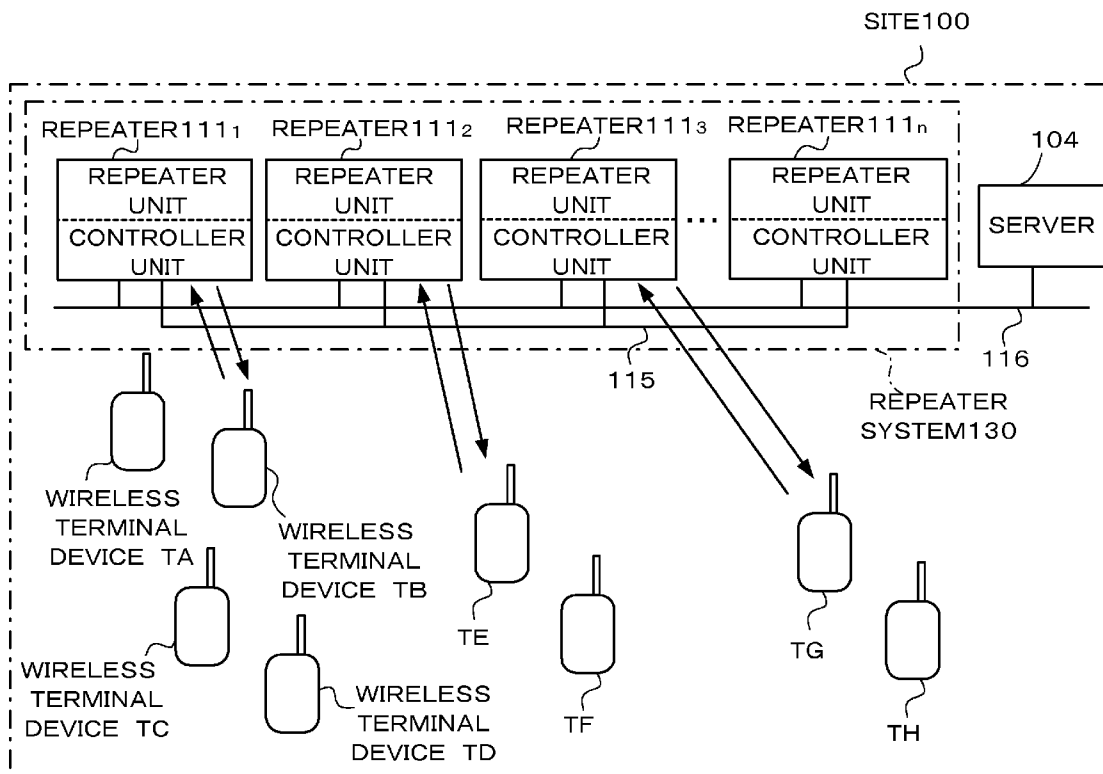 SITE100
REPEATER111₁
REPEATER111₂
REPEATER111₃
REPEATER111ₙ
104
REPEATER
UNIT
CONTROLLER
UNIT
REPEATER
UNIT
CONTROLLER
UNIT
REPEATER
UNIT
CONTROLLER
UNIT
...
REPEATER
UNIT
CONTROLLER
UNIT
SERVER
115
116
REPEATER
SYSTEM130
WIRELESS
TERMINAL
DEVICE TA
WIRELESS
TERMINAL
DEVICE TB
TE
TG
WIRELESS
TERMINAL
DEVICE TC
WIRELESS
TERMINAL
DEVICE TD
TF
TH